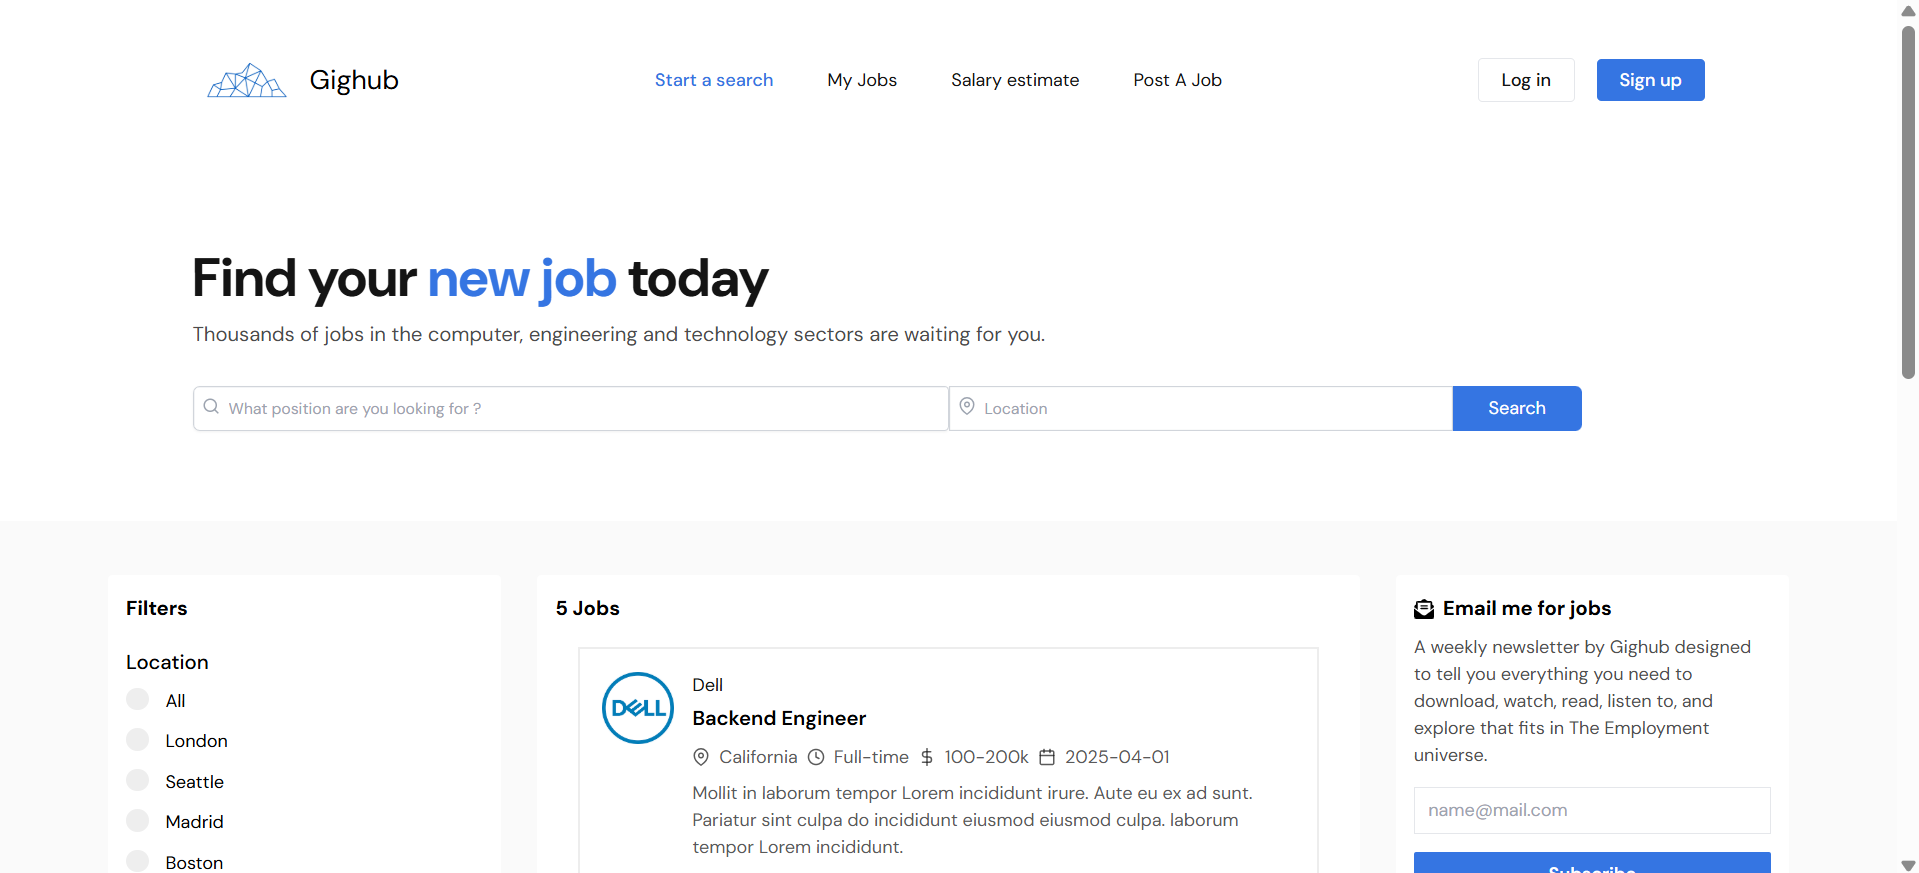 Gighub
Start a search
My Jobs
Salary estimate
Post A Job
Log in
Sign up
Find your new job today
Thousands of jobs in the computer, engineering and technology sectors are waiting for you.
What position are you looking for ?
Location
Search
Filters
Location
All
London
Seattle
Madrid
Boston
5 Jobs
DELL
Dell
Backend Engineer
California Full-time 100-200k 2025-04-01
Mollit in laborum tempor Lorem incididunt irure. Aute eu ex ad sunt.
Pariatur sint culpa do incididunt eiusmod eiusmod culpa. laborum
tempor Lorem incididunt.
Email me for jobs
A weekly newsletter by Gighub designed
to tell you everything you need to
download, watch, read, listen to, and
explore that fits in The Employment
universe.
name@mail.com
Subscribe